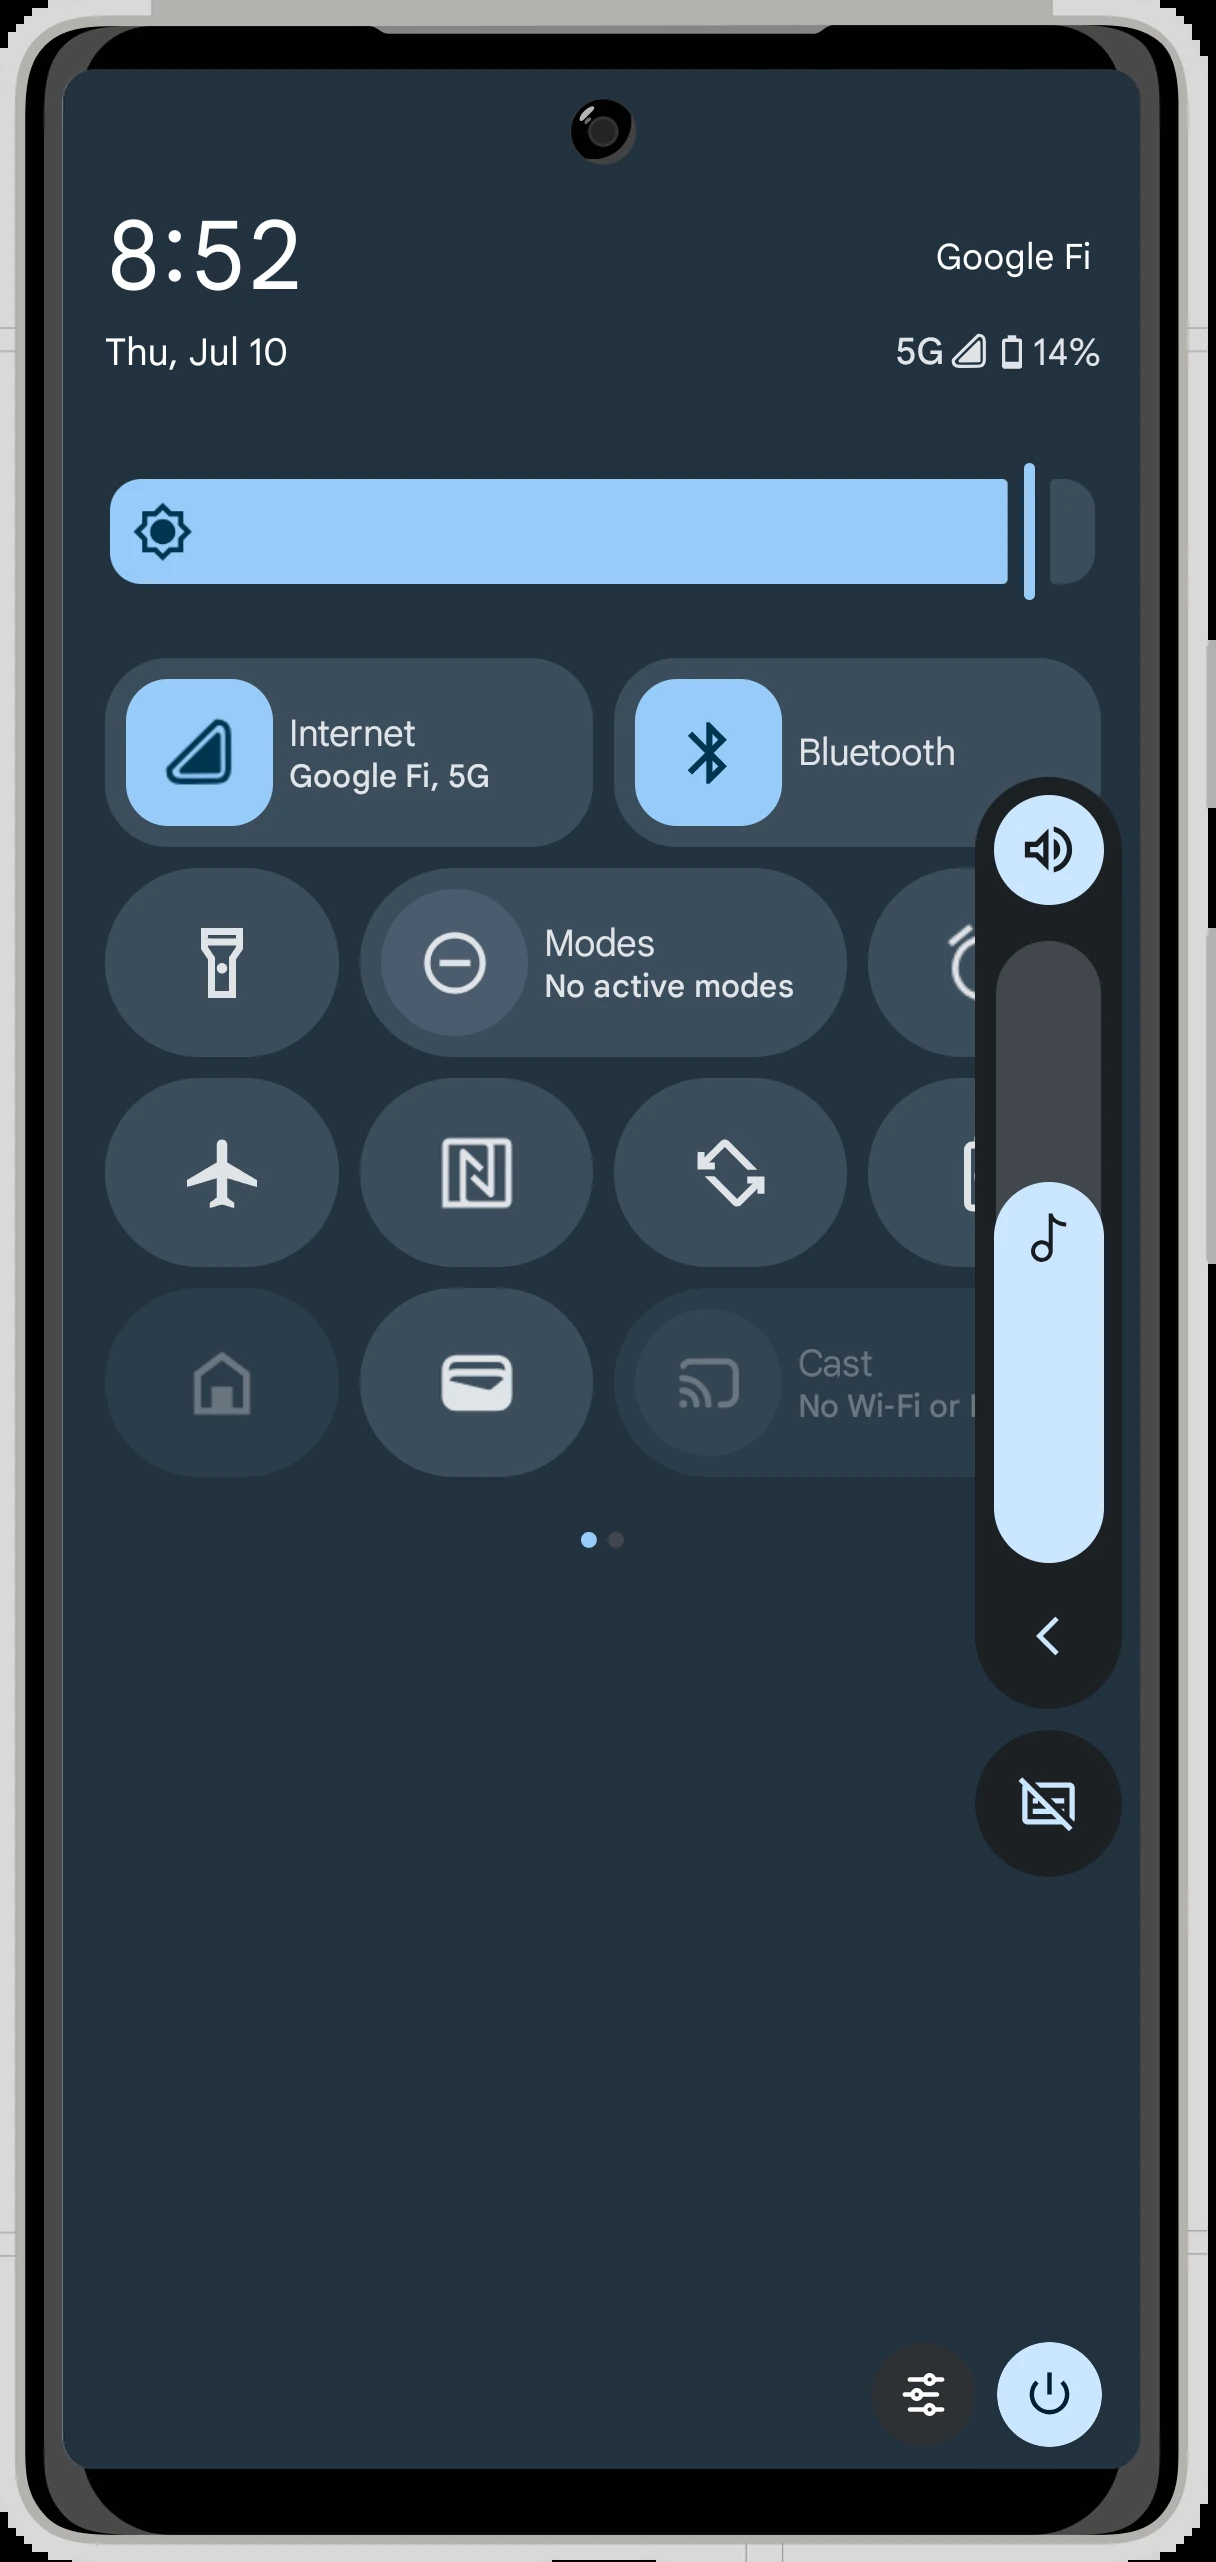 8:52
Google Fi
Thu, Jul 10
5G 14%
Internet
Google Fi, 5G
Bluetooth
Modes
No active modes
Cast
No Wi-Fi or